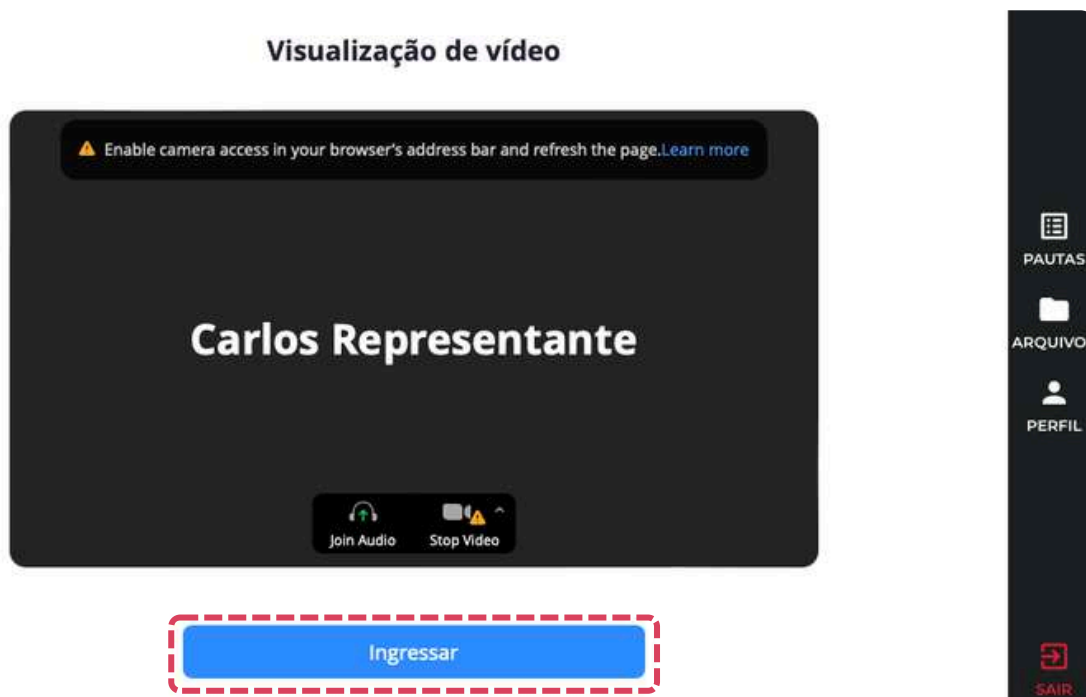 Visualização de vídeo
Enable camera access in your browser's address bar and refresh the page.Learn more
Carlos Representante
Join Audio
Stop Video
Ingressar
PAUTAS
ARQUIVO
PERFIL
SAIR